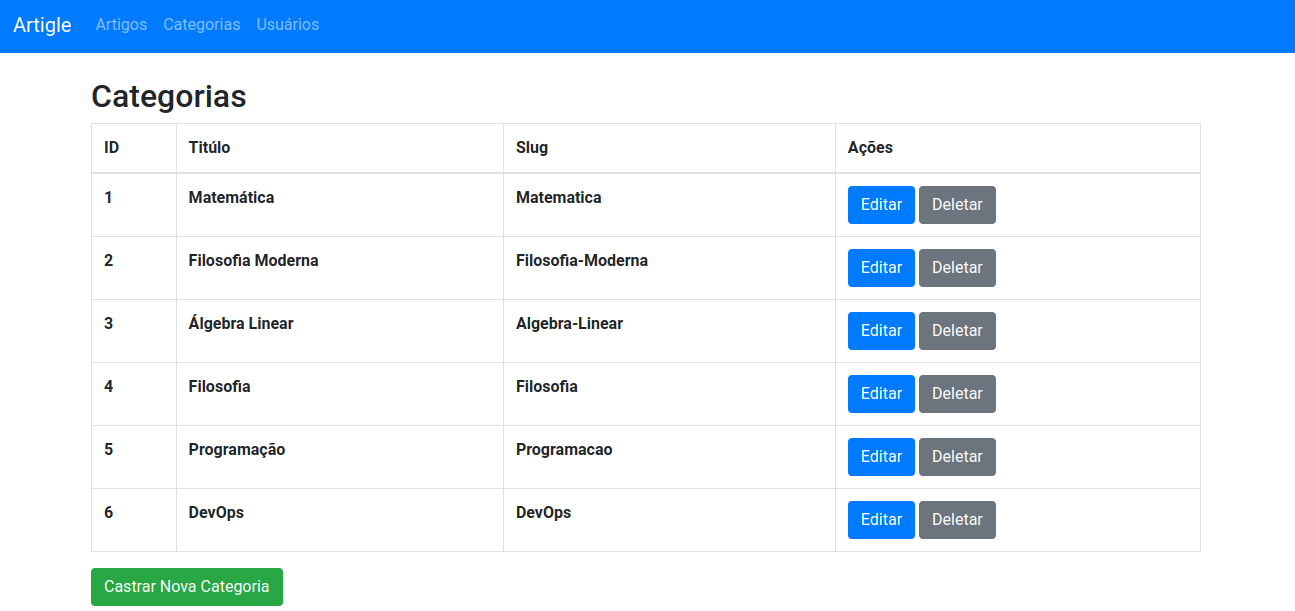 Artigle Artigos Categorias Usuários
Categorias
ID Titúlo Slug Ações
1 Matemática Matematica Editar Deletar
2 Filosofia Moderna Filosofia-Moderna Editar Deletar
3 Álgebra Linear Algebra-Linear Editar Deletar
4 Filosofia Filosofia Editar Deletar
5 Programação Programacao Editar Deletar
6 DevOps DevOps Editar Deletar
Castrar Nova Categoria